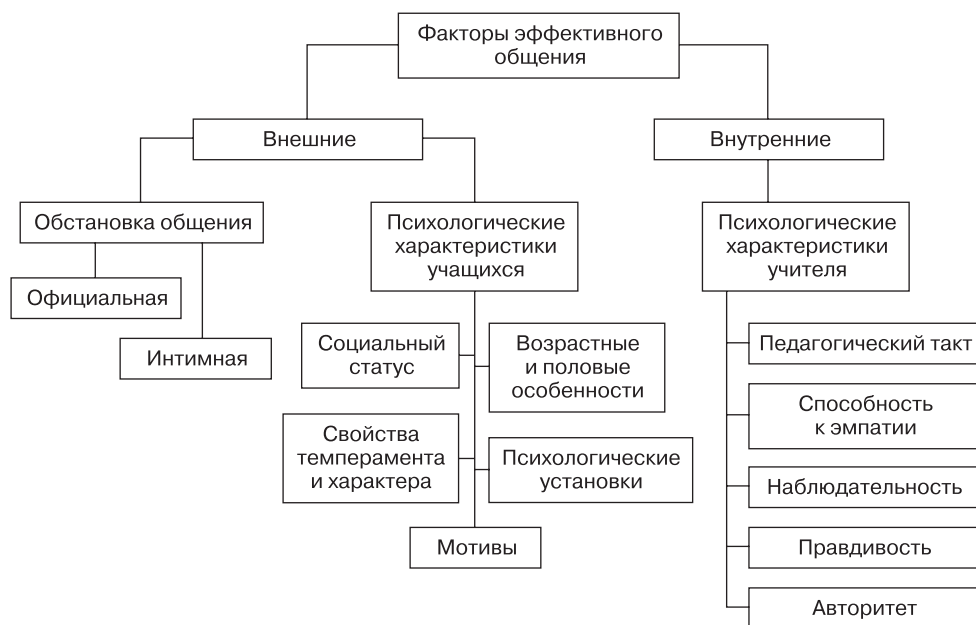 Факторы эффективного
общения
Внешние
Внутренние
Обстановка общения
Психологические
характеристики
учащихся
Психологические
характеристики
учителя
Официальная
Интимная
Социальный
статус
Возрастные
и половые
особенности
Свойства
темперамента
и характера
Психологические
установки
Мотивы
Педагогический такт
Способность
к эмпатии
Наблюдательность
Правдивость
Авторитет